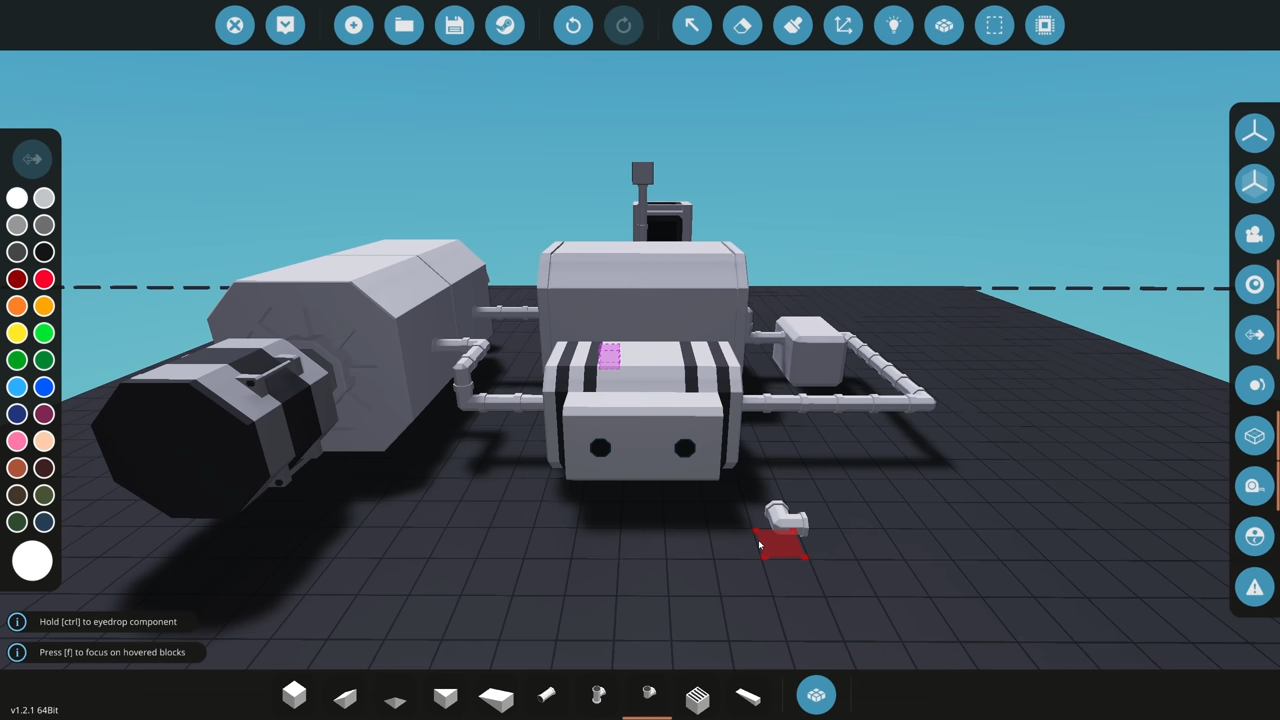 Hold [ctrl] to eyedrop component
Press [f] to focus on hovered blocks
v1.2.1 64Bit